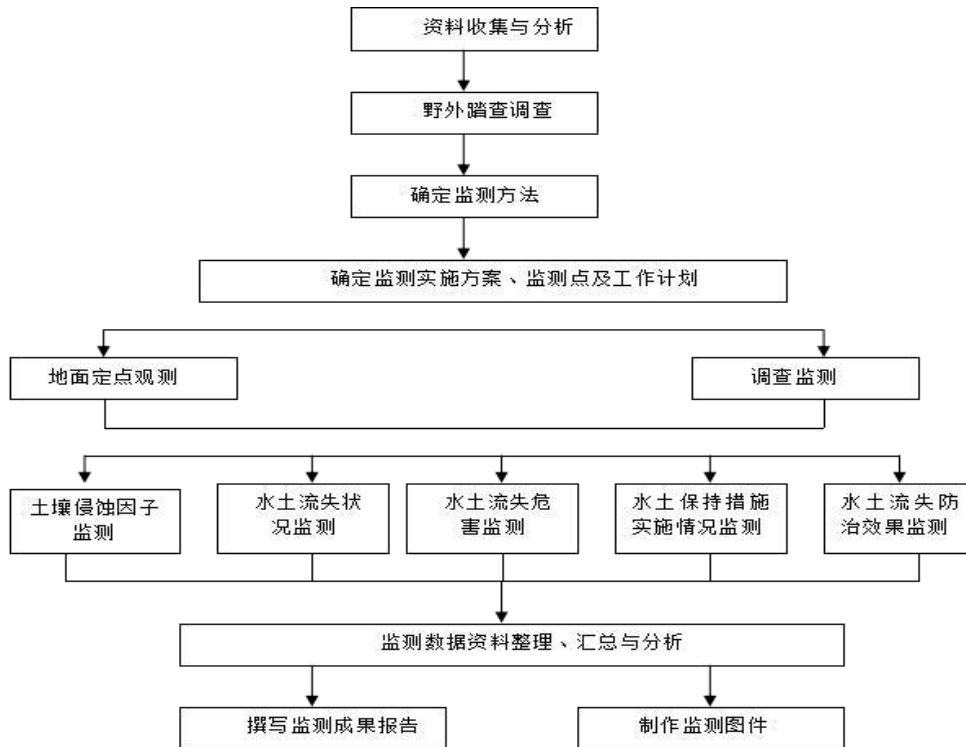 资料收集与分析
野外踏查调查
确定监测方法
确定监测实施方案、监测点及工作计划
地面定点观测
调查监测
土壤侵蚀因子
监测
水土流失状
况监测
水土流失危
害监测
水土保持措施
实施情况监测
水土流失防
治效果监测
监测数据资料整理、汇总与分析
撰写监测成果报告
制作监测图件